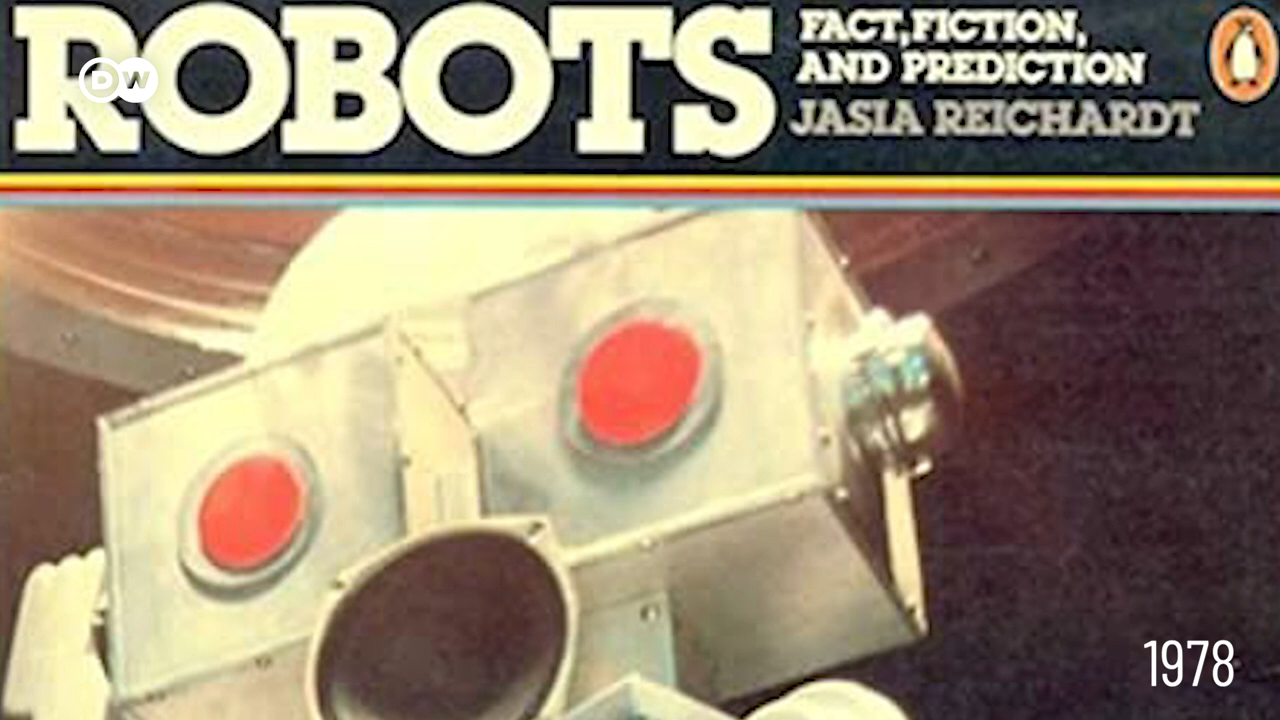 ROBOTS
FACT, FICTION,
AND PREDICTION
JASIA REICHARDT
DW
1978